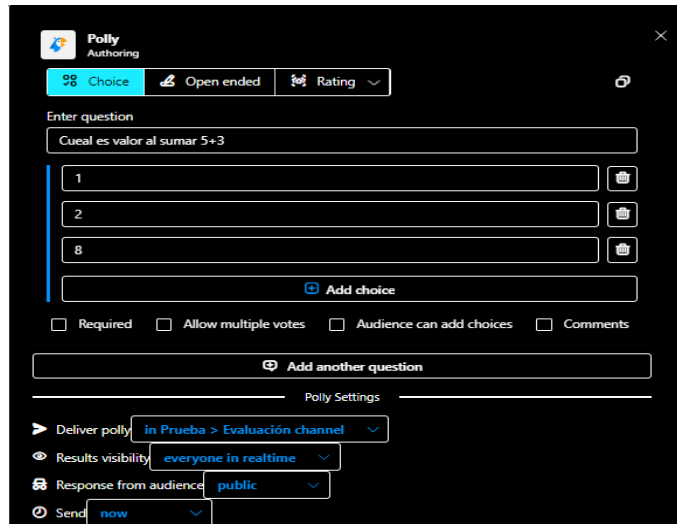 Polly
Authoring
Choice Open ended Rating
Enter question
Cueal es valor al sumar 5+3
1
2
8
Add choice
Required Allow multiple votes Audience can add choices Comments
Add another question
Polly Settings
Deliver polly in Prueba > Evaluación channel
Results visibility everyone in realtime
Response from audience public
Send now